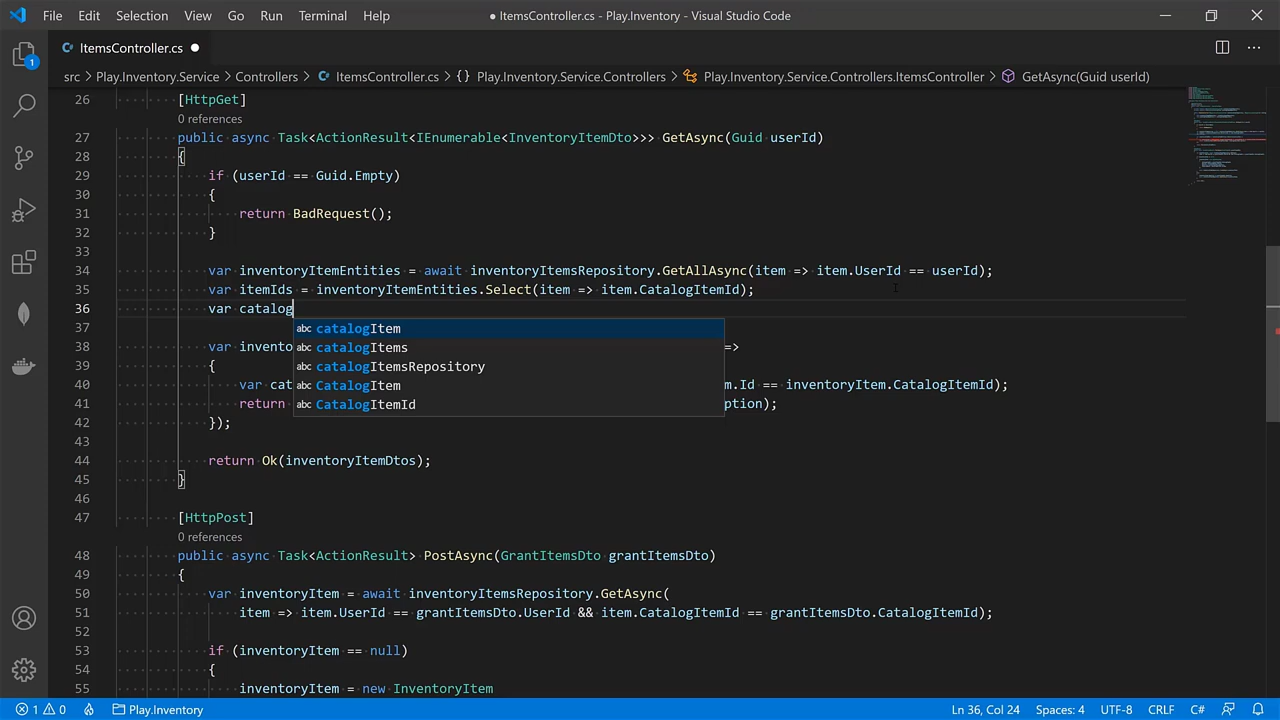 File Edit Selection View Go Run Terminal Help
● ItemsController.cs - Play.Inventory - Visual Studio Code
ItemsController.cs ●
1
src > Play.Inventory.Service > Controllers > ItemsController.cs > {} Play.Inventory.Service.Controllers > Play.Inventory.Service.Controllers.ItemsController > GetAsync(Guid userId)
26 [HttpGet]
0 references
27 public async Task<ActionResult<IEnumerable<InventoryItemDto>>> GetAsync(Guid userId)
28 {
29 if (userId == Guid.Empty)
30 {
31 return BadRequest();
32 }
33
34 var inventoryItemEntities = await inventoryItemsRepository.GetAllAsync(item => item.UserId == userId);
35 var itemIds = inventoryItemEntities.Select(item => item.CatalogItemId);
36 var catalog
abc catalogItem
37
38 var invento =>
abc catalogItems
39 {
abc catalogItemsRepository
40 var cat m.Id == inventoryItem.CatalogItemId);
abc CatalogItem
41 return ption);
abc CatalogItemId
42 });
43
44 return Ok(inventoryItemDtos);
45 }
46
47 [HttpPost]
0 references
48 public async Task<ActionResult> PostAsync(GrantItemsDto grantItemsDto)
49 {
50 var inventoryItem = await inventoryItemsRepository.GetAsync(
51 item => item.UserId == grantItemsDto.UserId && item.CatalogItemId == grantItemsDto.CatalogItemId);
52
53 if (inventoryItem == null)
54 {
55 inventoryItem = new InventoryItem
1 0 Play.Inventory Ln 36, Col 24 Spaces: 4 UTF-8 CRLF C#